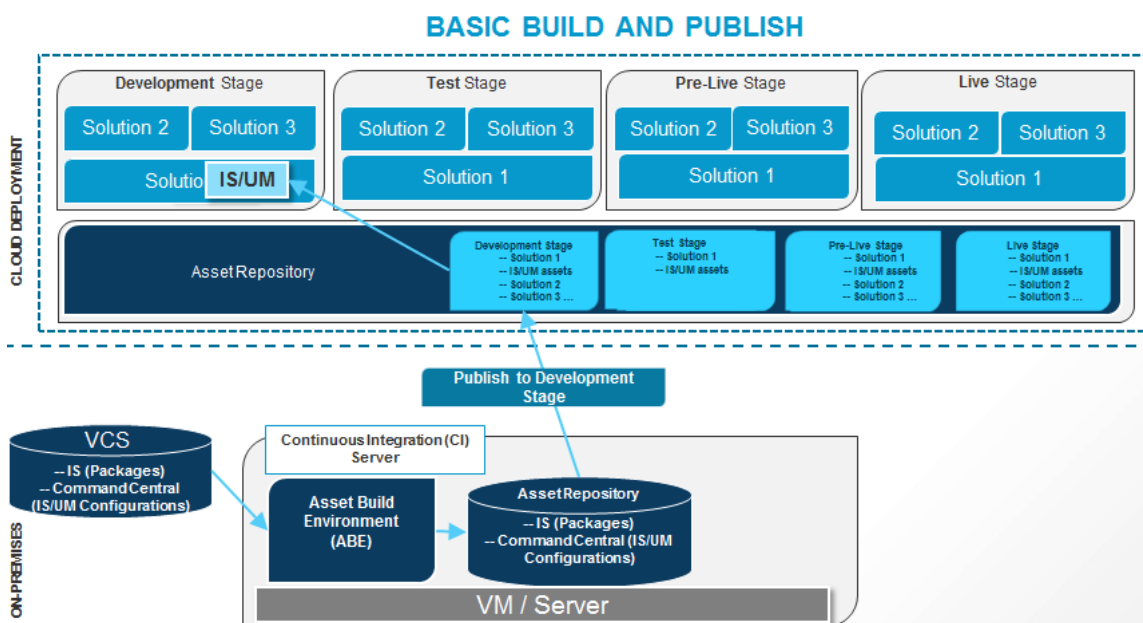 BASIC BUILD AND PUBLISH
CLOUD DEPLOYMENT
Development Stage
Solution 2
Solution 3
Solutio
IS/UM
Test Stage
Solution 2
Solution 3
Solution 1
Pre-Live Stage
Solution 2
Solution 3
Solution 1
Live Stage
Solution 2
Solution 3
Solution 1
Asset Repository
Development Stage
-- Solution 1
-- IS/UM assets
-- Solution 2
-- Solution 3 ...
Test Stage
-- Solution 1
-- IS/UM assets
Pre-Live Stage
-- Solution 1
-- IS/UM assets
-- Solution 2
-- Solution 3 ...
Live Stage
-- Solution 1
-- IS/UM assets
-- Solution 2
-- Solution 3 ...
Publish to Development
Stage
ON-PREMISES
VCS
-- IS (Packages)
-- Command Central
(IS/UM Configurations)
Continuous Integration (CI)
Server
Asset Build
Environment
(ABE)
Asset Repository
-- IS (Packages)
-- Command Central (IS/UM
Configurations)
VM / Server